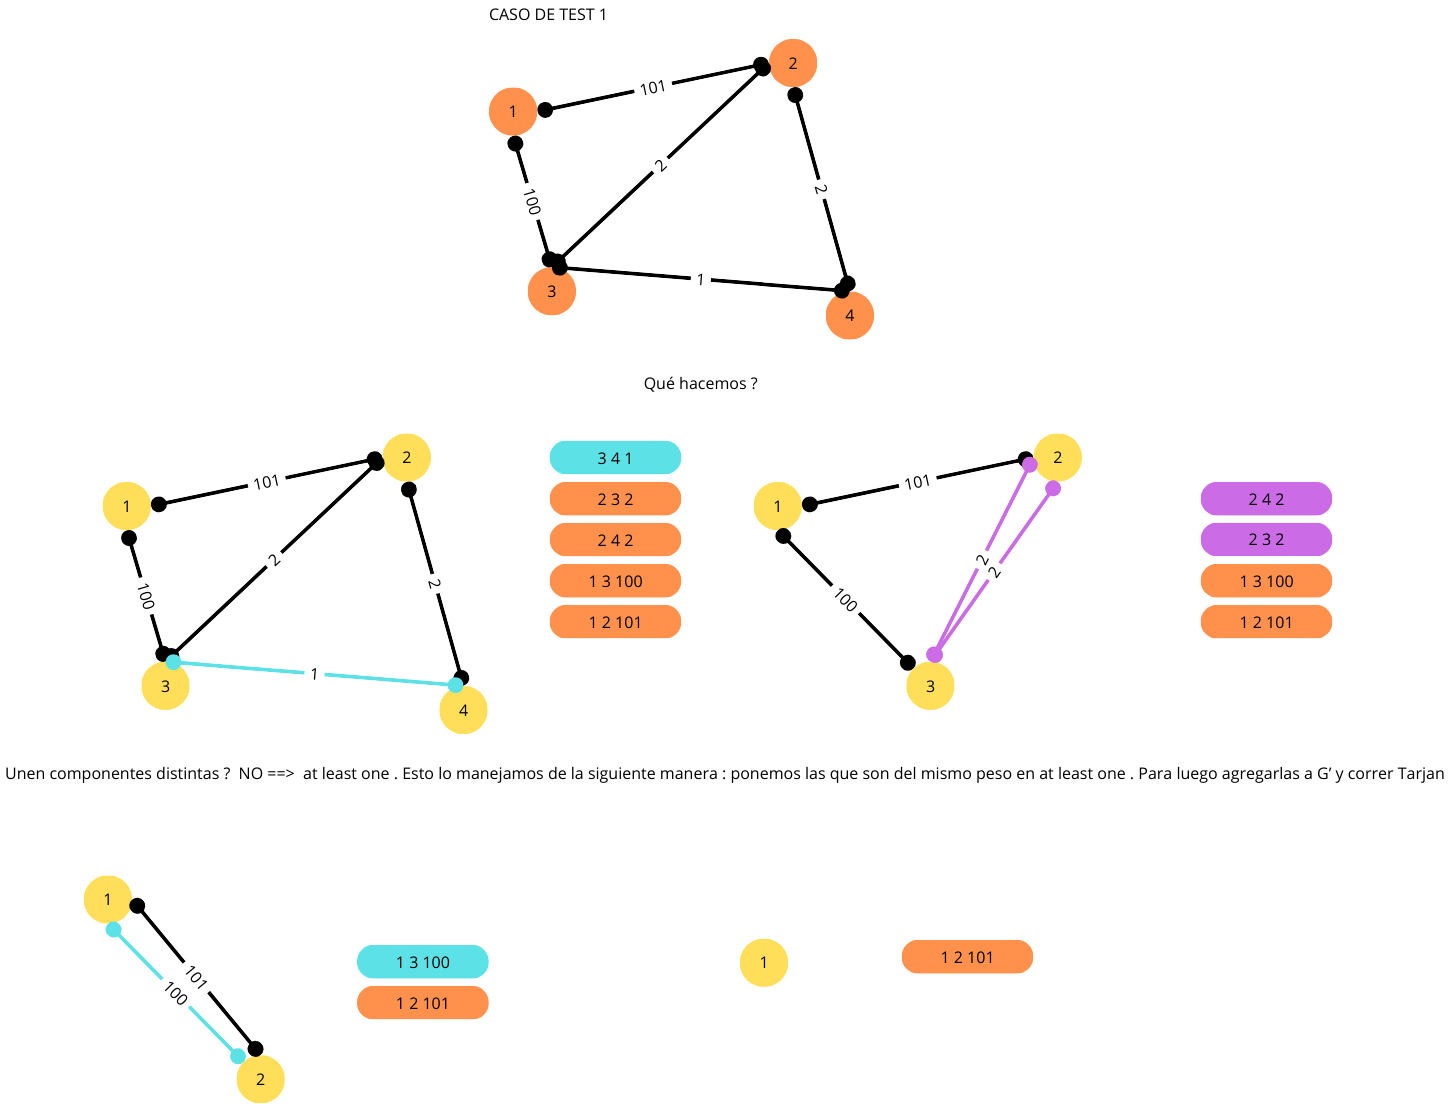 CASO DE TEST 1
2
101
1
2
2
100
1
3
4
Qué hacemos ?
2
101
1
2
2
100
1
3
4
3 4 1
2 3 2
2 4 2
1 3 100
1 2 101
2
101
1
2
2
100
3
2 4 2
2 3 2
1 3 100
1 2 101
Unen componentes distintas ?  NO ==>  at least one . Esto lo manejamos de la siguiente manera : ponemos las que son del mismo peso en at least one . Para luego agregarlas a G’ y correr Tarjan
1
101
100
2
1 3 100
1 2 101
1
1 2 101